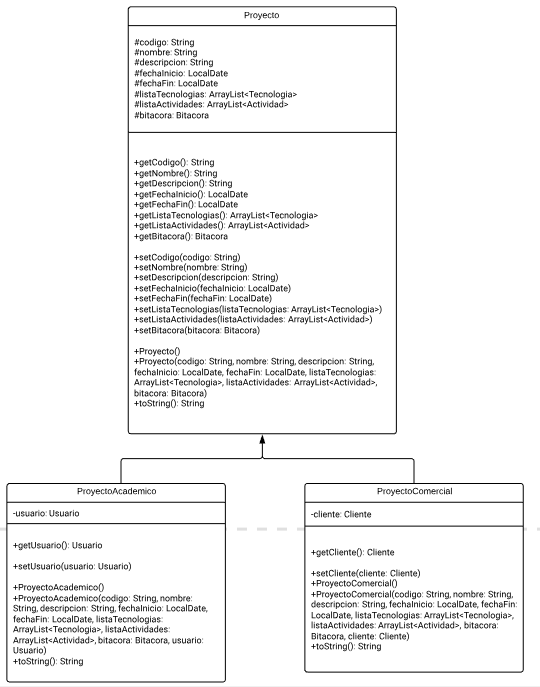 Proyecto
#codigo: String
#nombre: String
#descripcion: String
#fechaInicio: LocalDate
#fechaFin: LocalDate
#listaTecnologias: ArrayList<Tecnologia>
#listaActividades: ArrayList<Actividad>
#bitacora: Bitacora
+getCodigo(): String
+getNombre(): String
+getDescripcion(): String
+getFechaInicio(): LocalDate
+getFechaFin(): LocalDate
+getListaTecnologias(): ArrayList<Tecnologia>
+getListaActividades(): ArrayList<Actividad>
+getBitacora(): Bitacora
+setCodigo(codigo: String)
+setNombre(nombre: String)
+setDescripcion(descripcion: String)
+setFechaInicio(fechaInicio: LocalDate)
+setFechaFin(fechaFin: LocalDate)
+setListaTecnologias(listaTecnologias: ArrayList<Tecnologia>)
+setListaActividades(listaActividades: ArrayList<Actividad>)
+setBitacora(bitacora: Bitacora)
+Proyecto()
+Proyecto(codigo: String, nombre: String, descripcion: String,
fechaInicio: LocalDate, fechaFin: LocalDate, listaTecnologias:
ArrayList<Tecnologia>, listaActividades: ArrayList<Actividad>,
bitacora: Bitacora)
+toString(): String
ProyectoAcademico
-usuario: Usuario
+getUsuario(): Usuario
+setUsuario(usuario: Usuario)
+ProyectoAcademico()
+ProyectoAcademico(codigo: String, nombre:
String, descripcion: String, fechaInicio: LocalDate,
fechaFin: LocalDate, listaTecnologias:
ArrayList<Tecnologia>, listaActividades:
ArrayList<Actividad>, bitacora: Bitacora, usuario:
Usuario)
+toString(): String
ProyectoComercial
-cliente: Cliente
+getCliente(): Cliente
+setCliente(cliente: Cliente)
+ProyectoComercial()
+ProyectoComercial(codigo: String, nombre: String,
descripcion: String, fechaInicio: LocalDate, fechaFin:
LocalDate, listaTecnologias: ArrayList<Tecnologia>,
listaActividades: ArrayList<Actividad>, bitacora:
Bitacora, cliente: Cliente)
+toString(): String